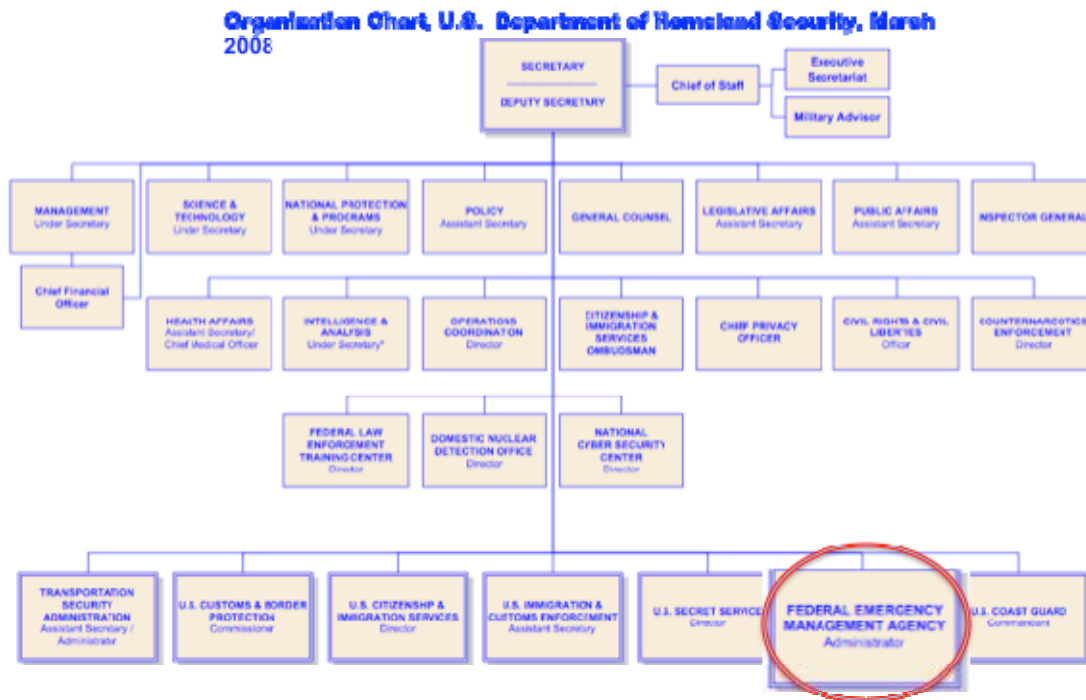 Organization Chart, U.S. Department of Homeland Security, March
2008
SECRETARY
DEPUTY SECRETARY
Chief of Staff
Executive
Secretariat
Military Advisor
MANAGEMENT
Under Secretary
SCIENCE &
TECHNOLOGY
Under Secretary
NATIONAL PROTECTION
& PROGRAMS
Under Secretary
POLICY
Assistant Secretary
GENERAL COUNSEL
LEGISLATIVE AFFAIRS
Assistant Secretary
PUBLIC AFFAIRS
Assistant Secretary
INSPECTOR GENERAL
Chief Financial
Officer
HEALTH AFFAIRS
Assistant Secretary/
Chief Medical Officer
INTELLIGENCE &
ANALYSIS
Under Secretary*
OPERATIONS
COORDINATION
Director
CITIZENSHIP &
IMMIGRATION
SERVICES
OMBUDSMAN
CHIEF PRIVACY
OFFICER
CIVIL RIGHTS & CIVIL
LIBERTIES
Officer
COUNTERNARCOTICS
ENFORCEMENT
Director
FEDERAL LAW
ENFORCEMENT
TRAINING CENTER
Director
DOMESTIC NUCLEAR
DETECTION OFFICE
Director
NATIONAL
CYBER SECURITY
CENTER
Director
TRANSPORTATION
SECURITY
ADMINISTRATION
Assistant Secretary /
Administrator
U.S. CUSTOMS & BORDER
PROTECTION
Commissioner
U.S. CITIZENSHIP &
IMMIGRATION SERVICES
Director
U.S. IMMIGRATION &
CUSTOMS ENFORCEMENT
Assistant Secretary
U.S. SECRET SERVICE
Director
FEDERAL EMERGENCY
MANAGEMENT AGENCY
Administrator
U.S. COAST GUARD
Commandant